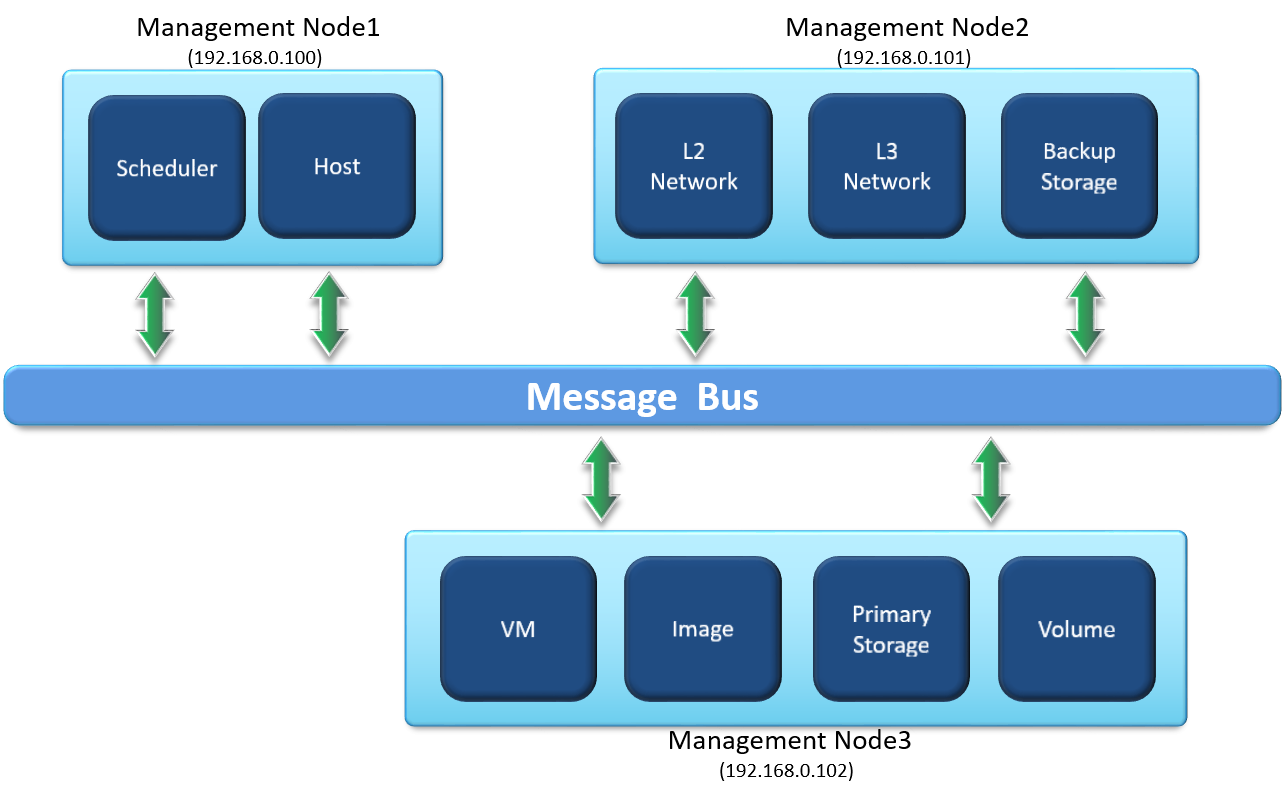 Management Node1
(192.168.0.100)
Scheduler
Host
Management Node2
(192.168.0.101)
L2
Network
L3
Network
Backup
Storage
Message Bus
VM
Image
Primary
Storage
Volume
Management Node3
(192.168.0.102)